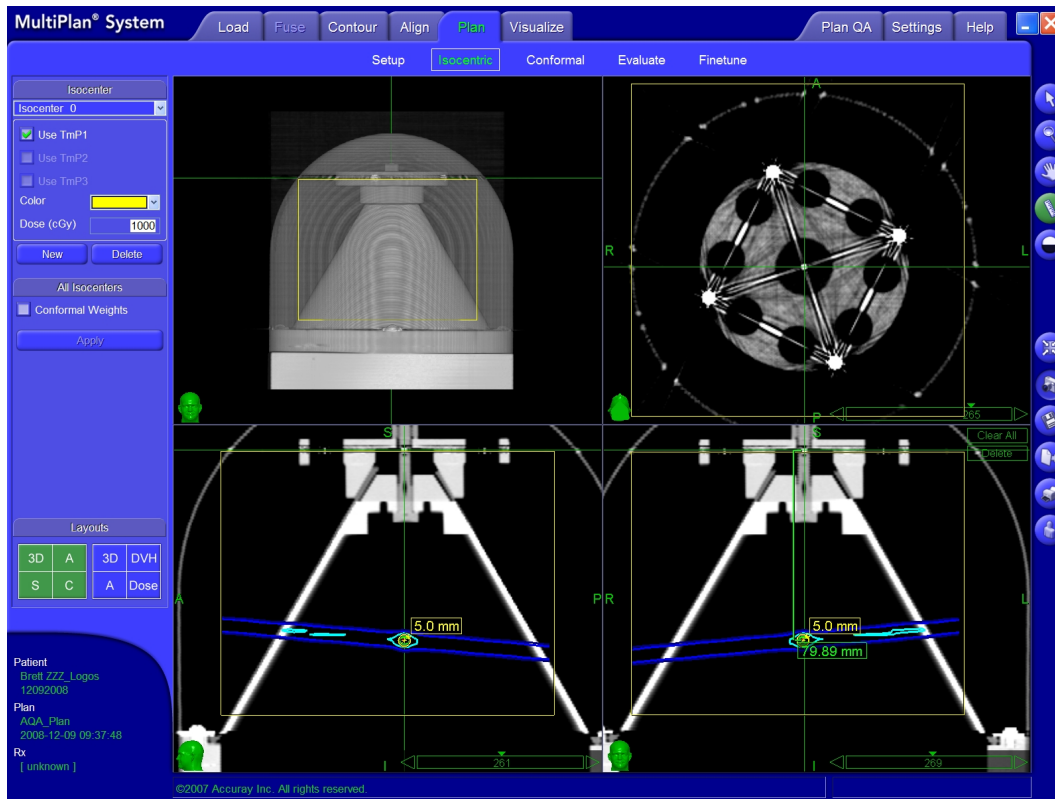 MultiPlan® System
Load Fuse Contour Align Plan Visualize Plan QA Settings Help
Setup Isocentric Conformal Evaluate Finetune
Isocenter
Isocenter 0
Use TmP1
Use TmP2
Use TmP3
Color
Dose (cGy) 1000
New Delete
All Isocenters
Conformal Weights
Apply
Layouts
3D A 3D DVH
S C A Dose
Patient
Brett ZZZ_Logos
12092008
Plan
AQA_Plan
2008-12-09 09:37:48
Rx
[ unknown ]
A
R L
P
265
S
A P
5.0 mm
I
261
S
Clear All
Delete
R L
5.0 mm
79.89 mm
I
269
©2007 Accuray Inc. All rights reserved.